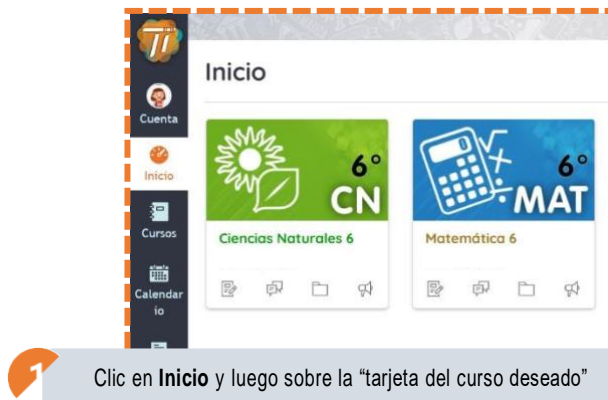 Ti
Inicio
Cuenta
Inicio
Cursos
Calendar
io
6°
CN
Ciencias Naturales 6
6°
MAT
Matemática 6
1
Clic en Inicio y luego sobre la “tarjeta del curso deseado”